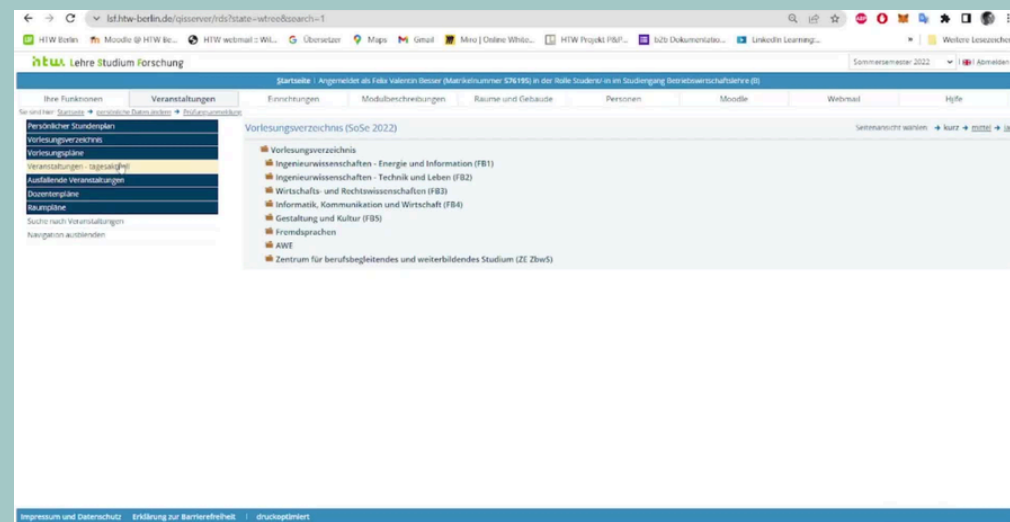 lsf.htw-berlin.de/qisserver/rds?state=wtree&search=1
HTW Berlin Moodle @ HTW Be... HTW webmail :: Wil... Übersetzer Maps Gmail Miro | Online White... HTW Projekt P&P... b2b Dokumentatio... LinkedIn Learning:... » Weitere Lesezeichen
htw. Lehre Studium Forschung
Sommersemester 2022 Abmelden
Startseite | Angemeldet als Felix Valentin Besser (Matrikelnummer 576195) in der Rolle Student/-in im Studiengang Betriebswirtschaftslehre (B)
Ihre Funktionen Veranstaltungen Einrichtungen Modulbeschreibungen Räume und Gebäude Personen Moodle Webmail Hilfe
Sie sind hier: Startseite → persönliche Daten ändern → Prüfungsanmeldung
Persönlicher Stundenplan
Vorlesungsverzeichnis
Vorlesungspläne
Veranstaltungen - tagesaktuell
Ausfallende Veranstaltungen
Dozentenpläne
Raumpläne
Suche nach Veranstaltungen
Navigation ausblenden
Vorlesungsverzeichnis (SoSe 2022)
Seitenansicht wählen: → kurz → mittel →
Vorlesungsverzeichnis
Ingenieurwissenschaften - Energie und Information (FB1)
Ingenieurwissenschaften - Technik und Leben (FB2)
Wirtschafts- und Rechtswissenschaften (FB3)
Informatik, Kommunikation und Wirtschaft (FB4)
Gestaltung und Kultur (FB5)
Fremdsprachen
AWE
Zentrum für berufsbegleitendes und weiterbildendes Studium (ZE ZbwS)
Impressum und Datenschutz Erklärung zur Barrierefreiheit | druckoptimiert